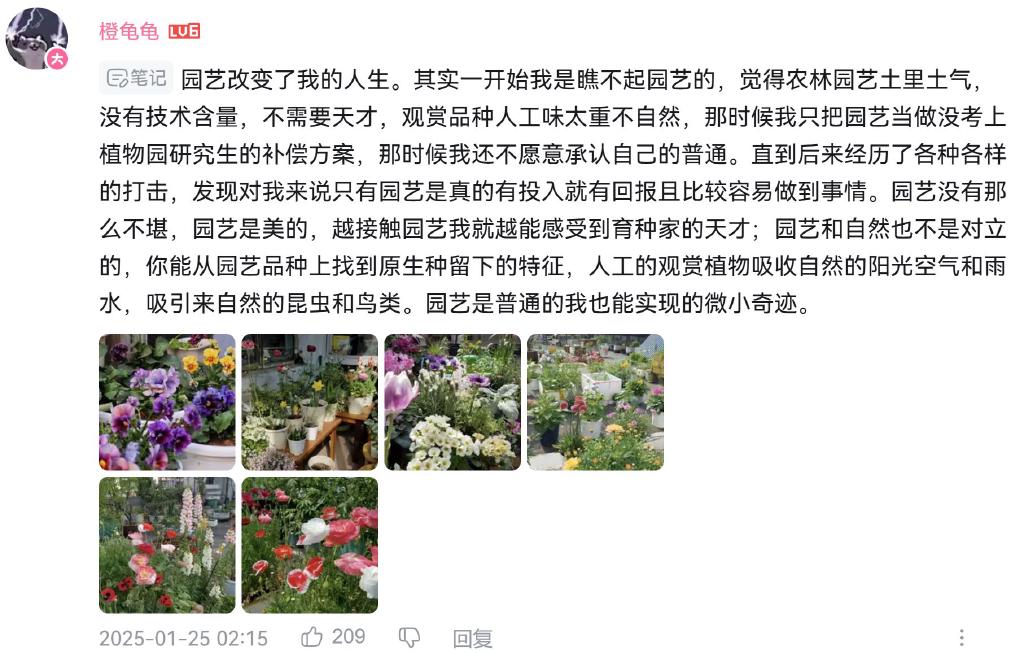 橙龟龟 LV6
大
笔记 园艺改变了我的人生。其实一开始我是瞧不起园艺的，觉得农林园艺土里土气，
没有技术含量，不需要天才，观赏品种人工味太重不自然，那时候我只把园艺当做没考上
植物园研究生的补偿方案，那时候我还不愿意承认自己的普通。直到后来经历了各种各样
的打击，发现对我来说只有园艺是真的有投入就有回报且比较容易做到事情。园艺没有那
么不堪，园艺是美的，越接触园艺我就越能感受到育种家的天才；园艺和自然也不是对立
的，你能从园艺品种上找到原生种留下的特征，人工的观赏植物吸收自然的阳光空气和雨
水，吸引来自然的昆虫和鸟类。园艺是普通的我也能实现的微小奇迹。
2025-01-25 02:15 209 回复